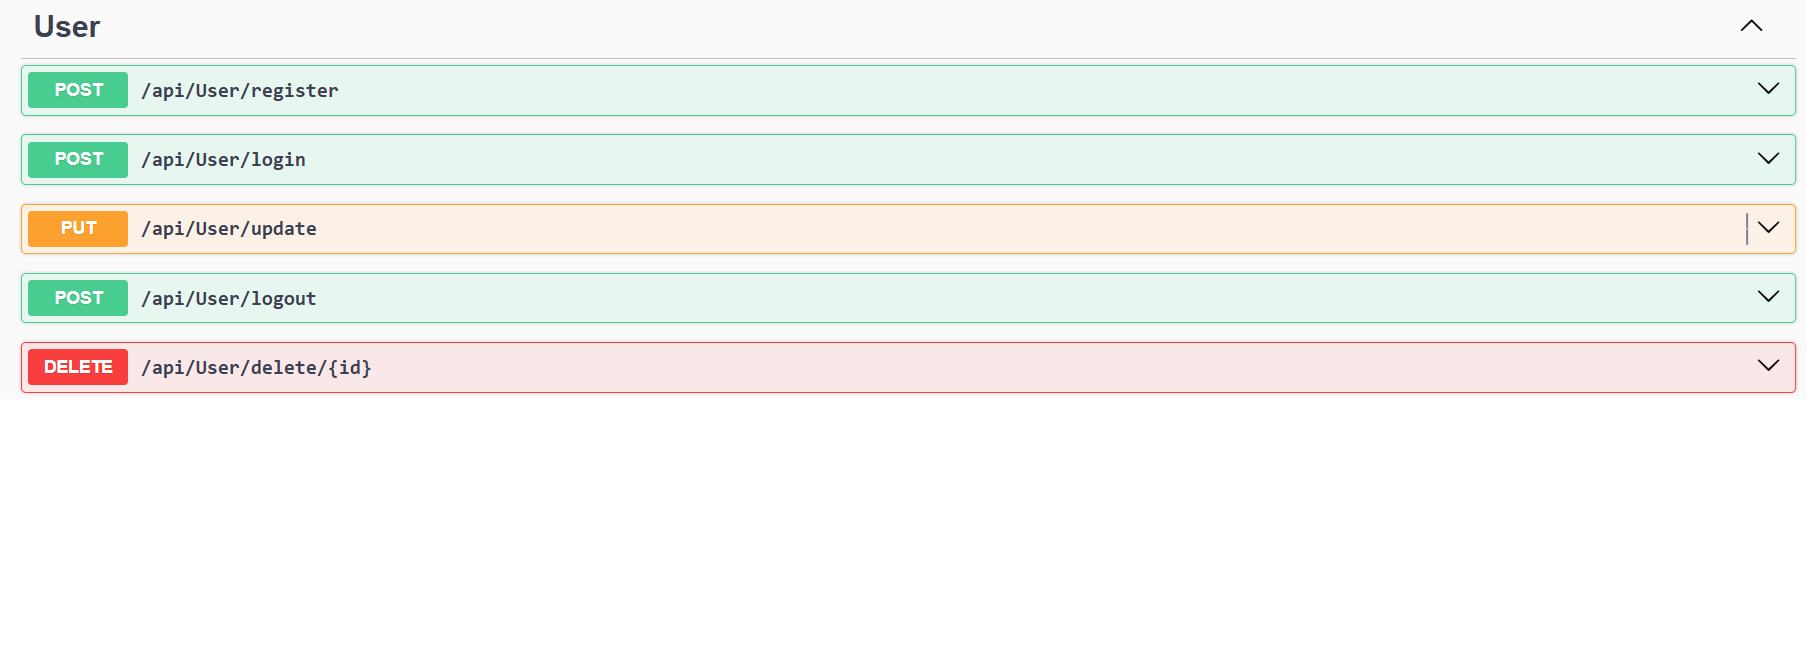 User
POST /api/User/register
POST /api/User/login
PUT /api/User/update
POST /api/User/logout
DELETE /api/User/delete/{id}